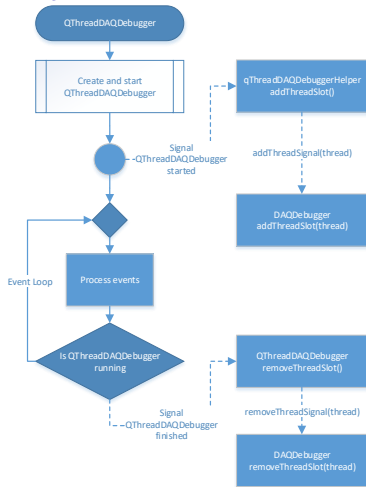 QThreadDAQDebugger
Create and start
QThreadDAQDebugger
qThreadDAQDebuggerHelper
addThreadSlot()
Signal
QThreadDAQDebugger
started
addThreadSignal(thread)
DAQDebugger
addThreadSlot(thread)
Event Loop
Process events
Is QThreadDAQDebugger
running
QThreadDAQDebugger
removeThreadSlot()
Signal
QThreadDAQDebugger
finished
removeThreadSignal(thread)
DAQDebugger
removeThreadSlot(thread)